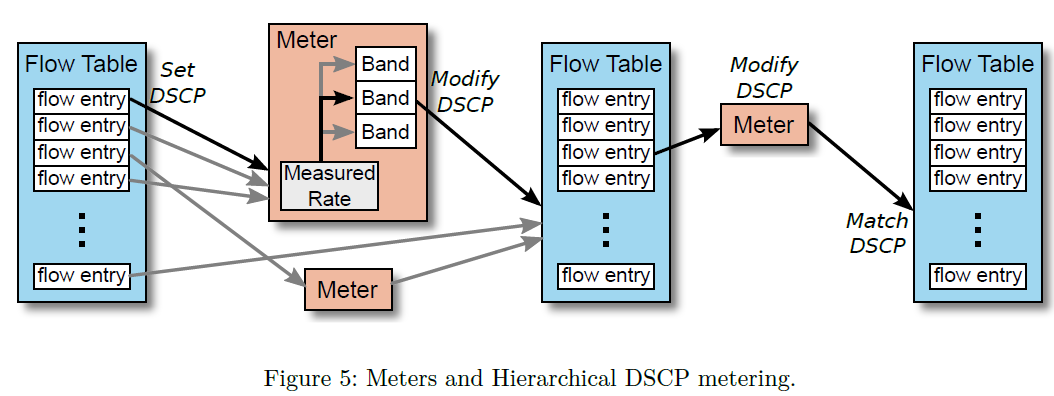 Flow Table
flow entry
flow entry
flow entry
flow entry
flow entry
Set
DSCP
Meter
Band
Band
Band
Measured
Rate
Modify
DSCP
Meter
Flow Table
flow entry
flow entry
flow entry
flow entry
flow entry
Modify
DSCP
Meter
Match
DSCP
Flow Table
flow entry
flow entry
flow entry
flow entry
flow entry
Figure 5: Meters and Hierarchical DSCP metering.